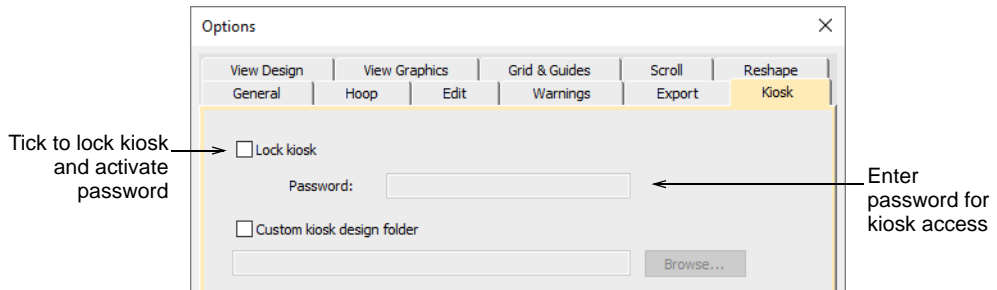 Options
View Design View Graphics Grid & Guides Scroll Reshape
General Hoop Edit Warnings Export Kiosk
Tick to lock kiosk
and activate
password
Lock kiosk
Password:
Enter
password for
kiosk access
Custom kiosk design folder
Browse...